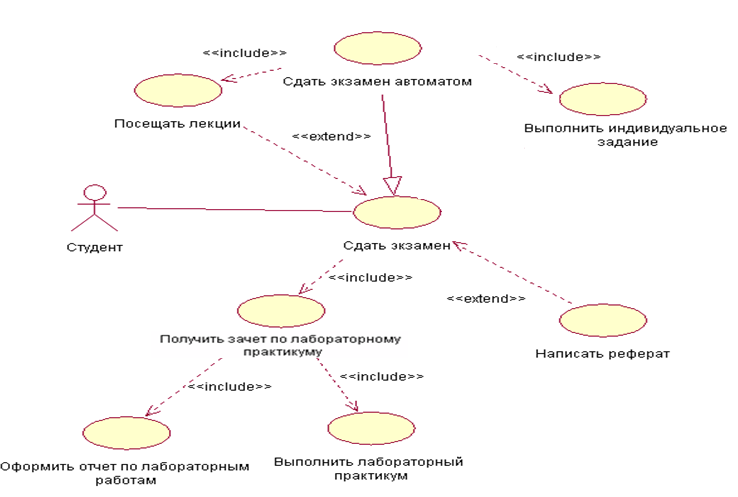 <<include>>
<<include>>
Сдать экзамен автоматом
Посещать лекции
<<extend>>
Выполнить индивидуальное
задание
Студент
Сдать экзамен
<<include>>
<<extend>>
Получить зачет по лабораторному
практикуму
Написать реферат
<<include>>
<<include>>
Оформить отчет по лабораторным
работам
Выполнить лабораторный
практикум